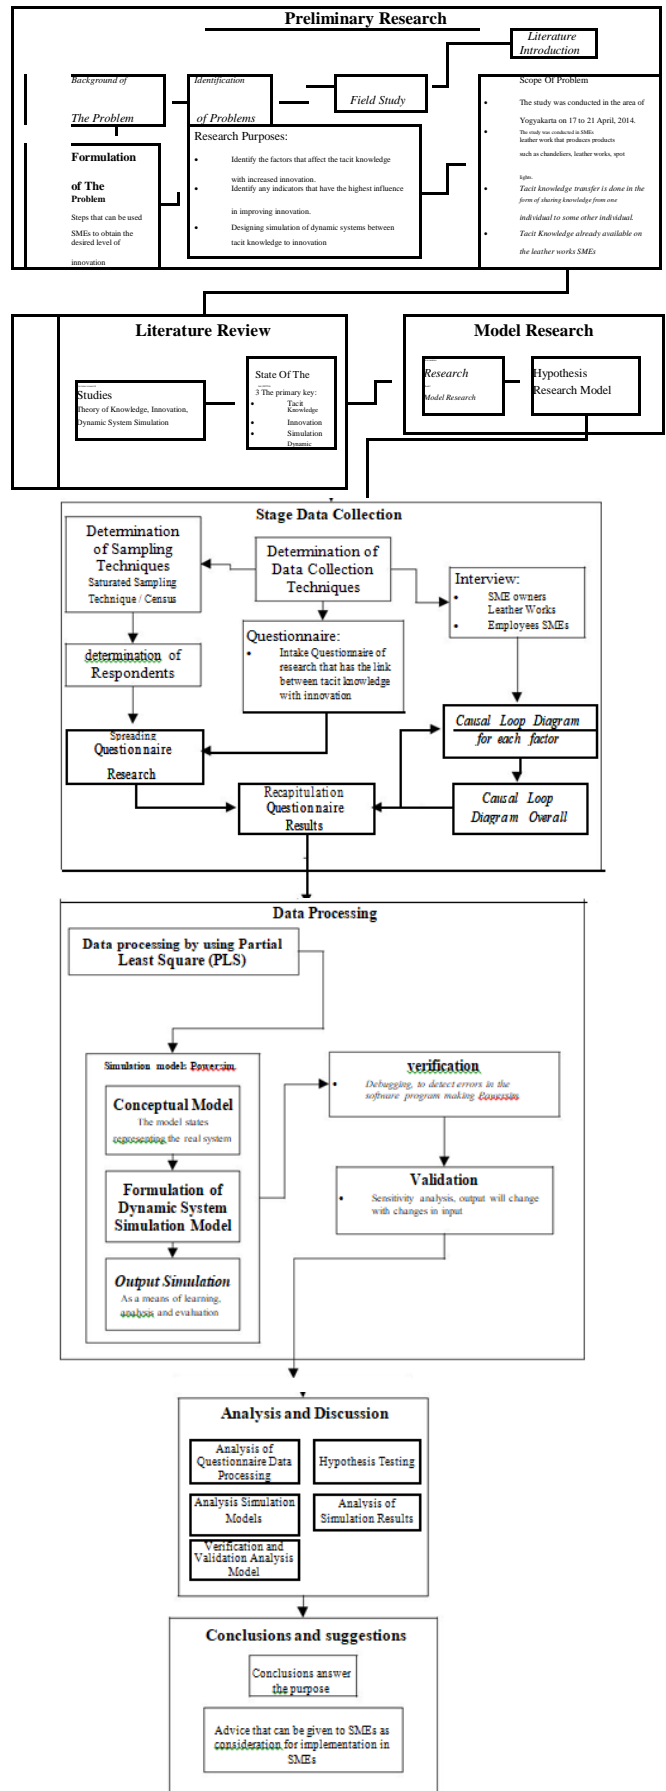 Preliminary Research
Literature
Introduction
Background of
The Problem
Identification
of Problems
Field Study
Scope Of Problem
• The study was conducted in the area of
Yogyakarta on 17 to 21 April, 2014.
• The study was conducted in SMEs
leather work that produces products
such as chandeliers, leather works, spot
lights.
• Tacit knowledge transfer is done in the
form of sharing knowledge from one
individual to some other individual.
• Tacit Knowledge already available on
the leather works SMEs
Formulation
of The
Problem
Steps that can be used
SMEs to obtain the
desired level of
innovation
Research Purposes:
• Identify the factors that affect the tacit knowledge
with increased innovation.
• Identify any indicators that have the highest influence
in improving innovation.
• Designing simulation of dynamic systems between
tacit knowledge to innovation
Literature Review
Studies
Theory of Knowledge, Innovation,
Dynamic System Simulation
State Of The
3 The primary key:
• Tacit
Knowledge
• Innovation
• Simulation
Dynamic
Model Research
Research
Model Research
Hypothesis
Research Model
Stage Data Collection
Determination
of Sampling
Techniques
Saturated Sampling
Technique / Census
Determination of
Data Collection
Techniques
Interview:
• SME owners
Leather Works
• Employees SMEs
determination of
Respondents
Questionnaire:
• Intake Questionnaire of
research that has the link
between tacit knowledge
with innovation
Spreading
Questionnaire
Research
Causal Loop Diagram
for each factor
Recapitulation
Questionnaire
Results
Causal Loop
Diagram Overall
Data Processing
Data processing by using Partial
Least Square (PLS)
Simulation models Powersim
Conceptual Model
The model states
representing the real system
Formulation of
Dynamic System
Simulation Model
Output Simulation
As a means of learning,
analysis and evaluation
verification
• Debugging, to detect errors in the
software program making Powersim
Validation
• Sensitivity analysis, output will change
with changes in input
Analysis and Discussion
Analysis of
Questionnaire Data
Processing
Hypothesis Testing
Analysis Simulation
Models
Analysis of
Simulation Results
Verification and
Validation Analysis
Model
Conclusions and suggestions
Conclusions answer
the purpose
Advice that can be given to SMEs as
consideration for implementation in
SMEs